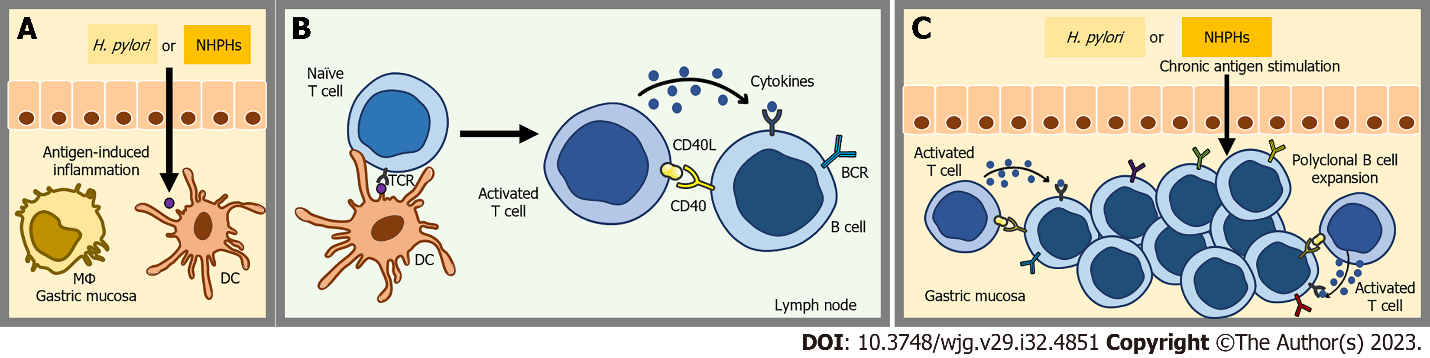 A
H. pylori or NHPHs
Antigen-induced
inflammation
MΦ
DC
Gastric mucosa
B
Naïve
T cell
TCR
DC
Activated
T cell
Cytokines
CD40L
CD40
BCR
B cell
Lymph node
C
H. pylori or NHPHs
Chronic antigen stimulation
Activated
T cell
Polyclonal B cell
expansion
Gastric mucosa
Activated
T cell
DOI: 10.3748/wjg.v29.i32.4851 Copyright ©The Author(s) 2023.